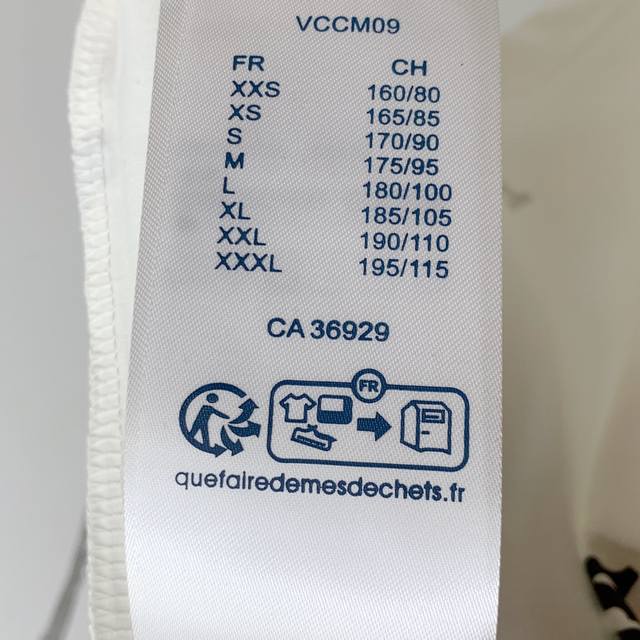 VCCM09
FR CH
XXS 160/80
XS 165/85
S 170/90
M 175/95
L 180/100
XL 185/105
XXL 190/110
XXXL 195/115
CA 36929
FR
quefairedemesdechets.fr